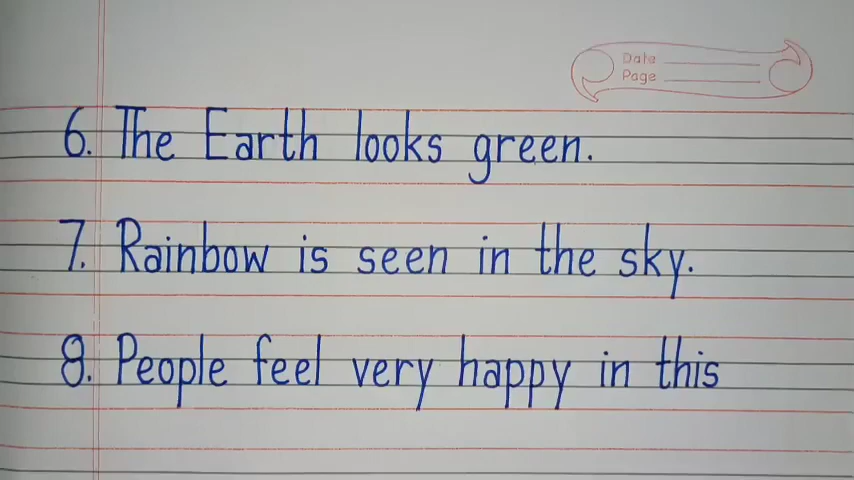 Date
Page
6. The Earth looks green.
7. Rainbow is seen in the sky.
8. People feel very happy in this